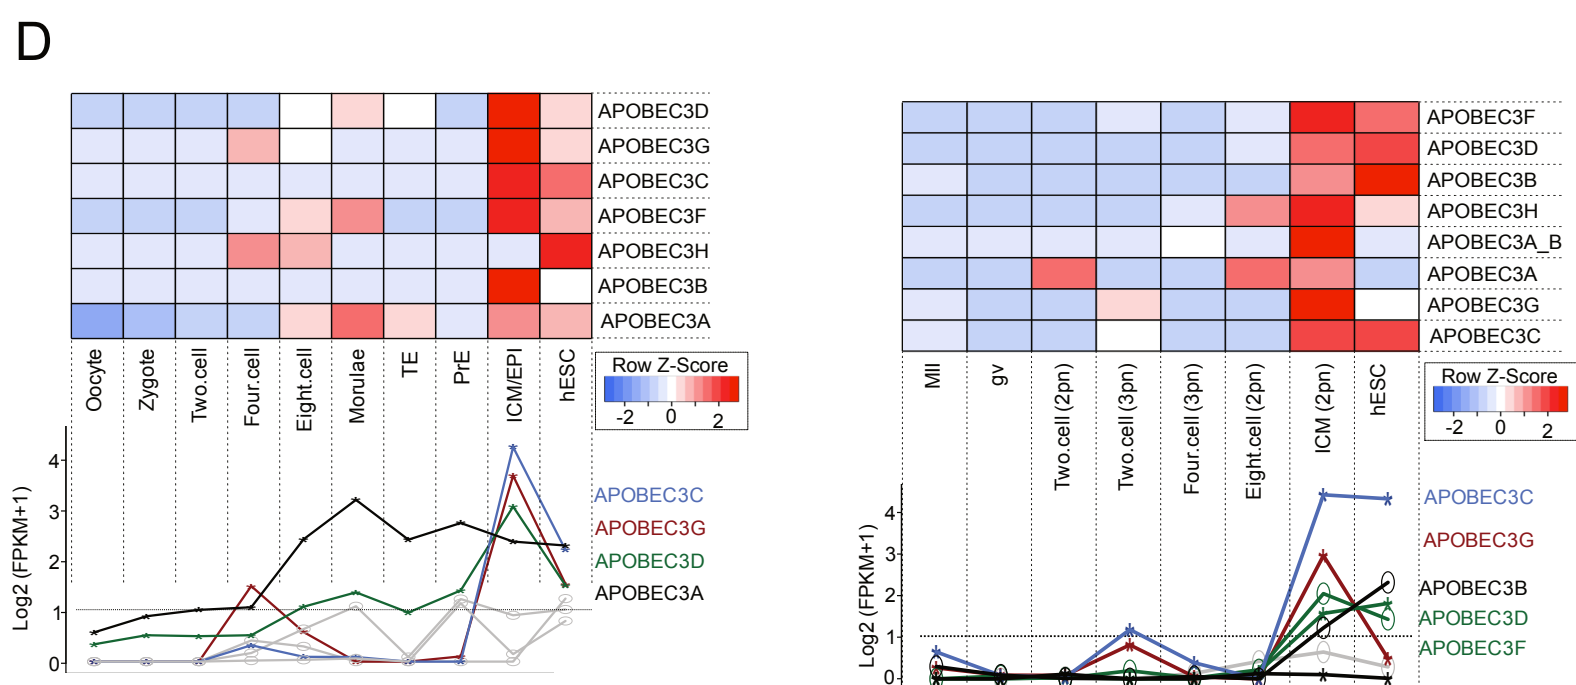 D
APOBEC3D
APOBEC3G
APOBEC3C
APOBEC3F
APOBEC3H
APOBEC3B
APOBEC3A
Oocyte
Zygote
Two.cell
Four.cell
Eight.cell
Morulae
TE
PrE
ICM/EPI
hESC
Row Z-Score
-2 0 2
Log2 (FPKM+1)
4
3
2
1
0
APOBEC3C
APOBEC3G
APOBEC3D
APOBEC3A
APOBEC3F
APOBEC3D
APOBEC3B
APOBEC3H
APOBEC3A_B
APOBEC3A
APOBEC3G
APOBEC3C
MII
gv
Two.cell (2pn)
Two.cell (3pn)
Four.cell (3pn)
Eight.cell (2pn)
ICM (2pn)
hESC
Row Z-Score
-2 0 2
Log2 (FPKM+1)
4
3
2
1
0
APOBEC3C
APOBEC3G
APOBEC3B
APOBEC3D
APOBEC3F